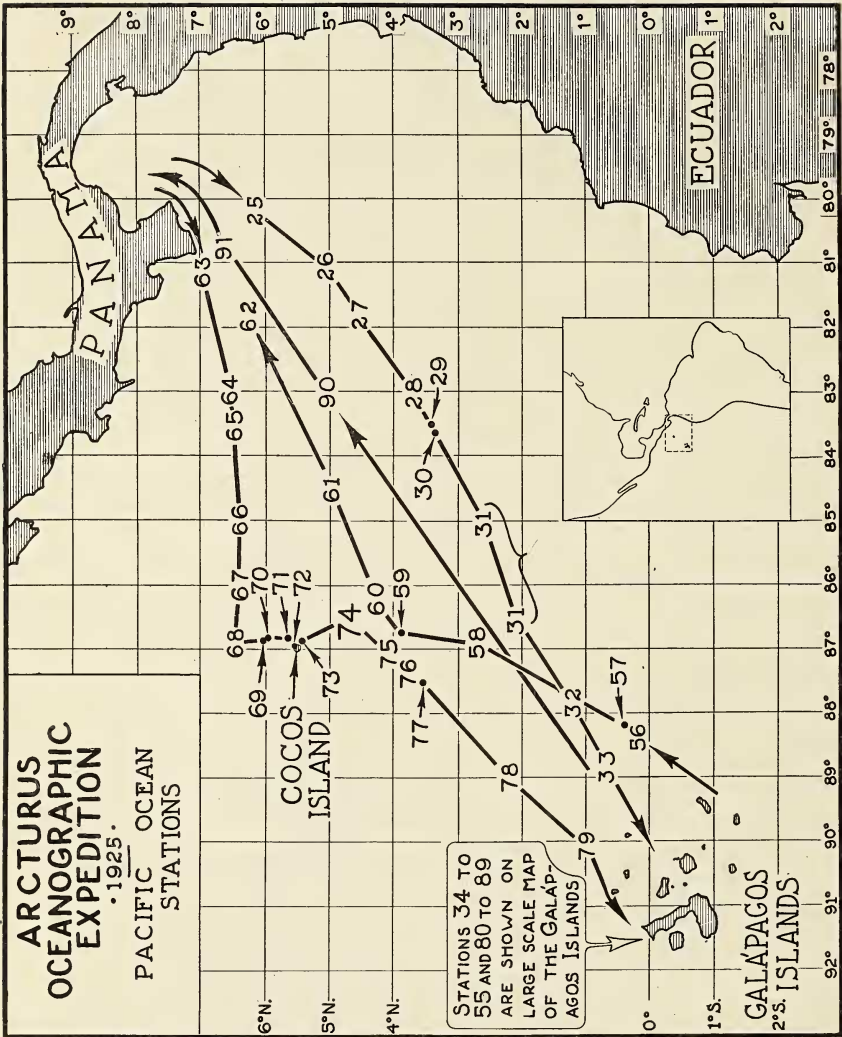 ARCTURUS
OCEANOGRAPHIC
EXPEDITION
·1925·
PACIFIC OCEAN
STATIONS
9°
8°
7°
6°
5°
4°
3°
2°
1°
0°
1°
2°
PANAMA
ECUADOR
COCOS
ISLAND
GALÁPAGOS
ISLANDS
STATIONS 34 TO
55 AND 80 TO 89
ARE SHOWN ON
LARGE SCALE MAP
OF THE GALÁP-
AGOS ISLANDS
6°N.
5°N.
4°N.
0°
1°S.
2°S.
92°
91°
90°
89°
88°
87°
86°
85°
84°
83°
82°
81°
80°
79°
78°
25
26
27
28
29
30
31
31
32
33
56
57
58
59
60
61
62
63
64
65
66
67
68
69
70
71
72
73
74
75
76
77
78
79
90
91